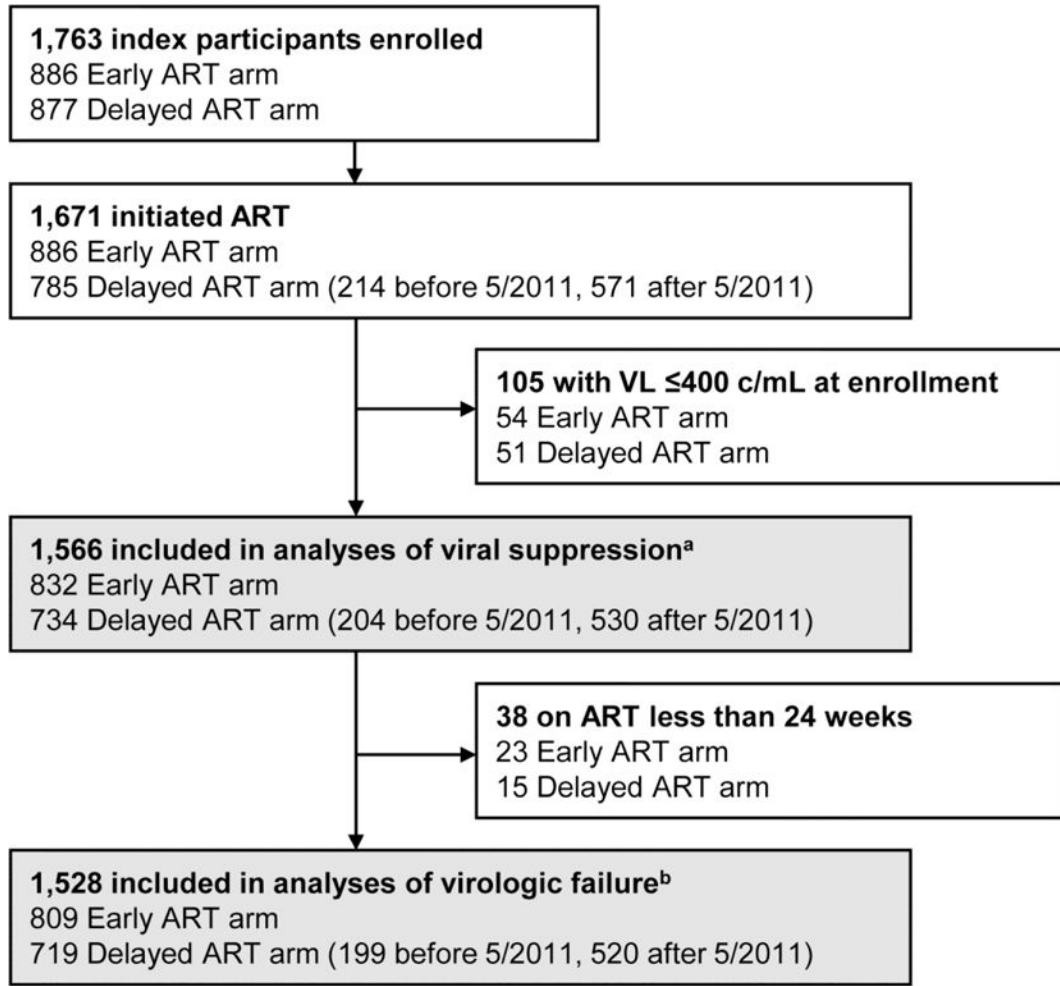 1,763 index participants enrolled
886 Early ART arm
877 Delayed ART arm
1,671 initiated ART
886 Early ART arm
785 Delayed ART arm (214 before 5/2011, 571 after 5/2011)
105 with VL ≤400 c/mL at enrollment
54 Early ART arm
51 Delayed ART arm
1,566 included in analyses of viral suppressionᵃ
832 Early ART arm
734 Delayed ART arm (204 before 5/2011, 530 after 5/2011)
38 on ART less than 24 weeks
23 Early ART arm
15 Delayed ART arm
1,528 included in analyses of virologic failureᵇ
809 Early ART arm
719 Delayed ART arm (199 before 5/2011, 520 after 5/2011)